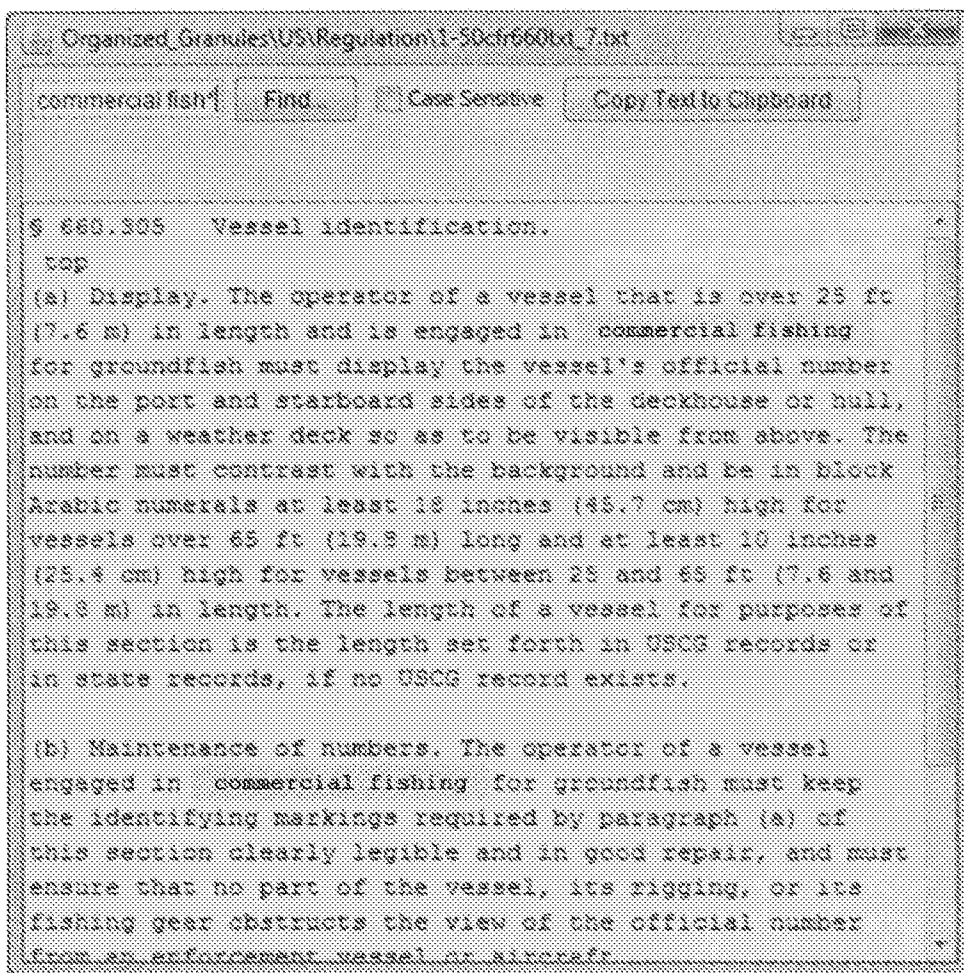 Organized_Granules\US\Regulation\1-50cfr660txt_7.txt
commercial fish* Find... Case Sensitive Copy Text to Clipboard
§ 660.305 Vessel identification.
top
(a) Display. The operator of a vessel that is over 25 ft
(7.6 m) in length and is engaged in commercial fishing
for groundfish must display the vessel's official number
on the port and starboard sides of the deckhouse or hull,
and on a weather deck so as to be visible from above. The
number must contrast with the background and be in block
Arabic numerals at least 18 inches (45.7 cm) high for
vessels over 65 ft (19.8 m) long and at least 10 inches
(25.4 cm) high for vessels between 25 and 65 ft (7.6 and
19.8 m) in length. The length of a vessel for purposes of
this section is the length set forth in USCG records or
in state records, if no USCG record exists.
(b) Maintenance of numbers. The operator of a vessel
engaged in commercial fishing for groundfish must keep
the identifying markings required by paragraph (a) of
this section clearly legible and in good repair, and must
ensure that no part of the vessel, its rigging, or its
fishing gear obstructs the view of the official number
from an enforcement vessel or aircraft